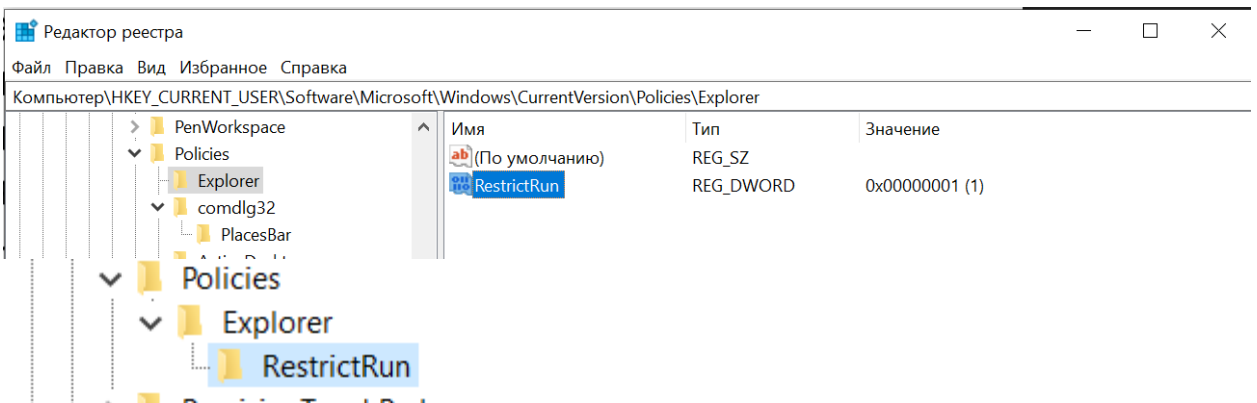 Редактор реестра
Файл Правка Вид Избранное Справка
Компьютер\HKEY_CURRENT_USER\Software\Microsoft\Windows\CurrentVersion\Policies\Explorer
PenWorkspace
Policies
Explorer
comdlg32
PlacesBar
Имя Тип Значение
(По умолчанию) REG_SZ
RestrictRun REG_DWORD 0x00000001 (1)
Policies
Explorer
RestrictRun